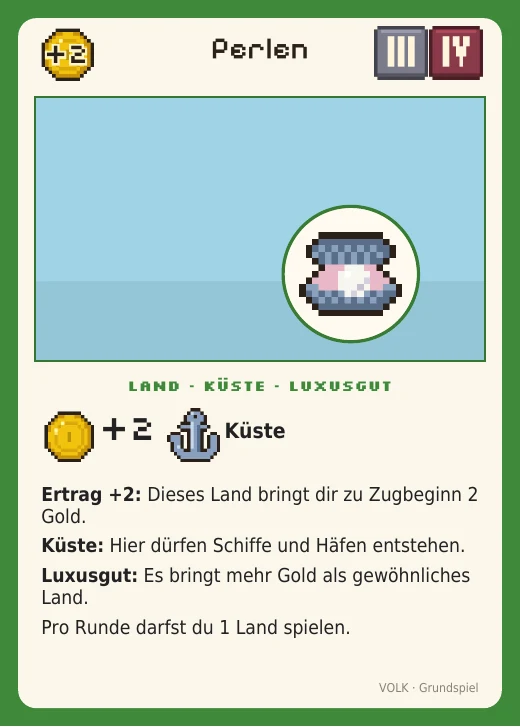 +2
Perlen
III
IV
LAND · KÜSTE · LUXUSGUT
+2
Küste
Ertrag +2: Dieses Land bringt dir zu Zugbeginn 2
Gold.
Küste: Hier dürfen Schiffe und Häfen entstehen.
Luxusgut: Es bringt mehr Gold als gewöhnliches
Land.
Pro Runde darfst du 1 Land spielen.
VOLK · Grundspiel